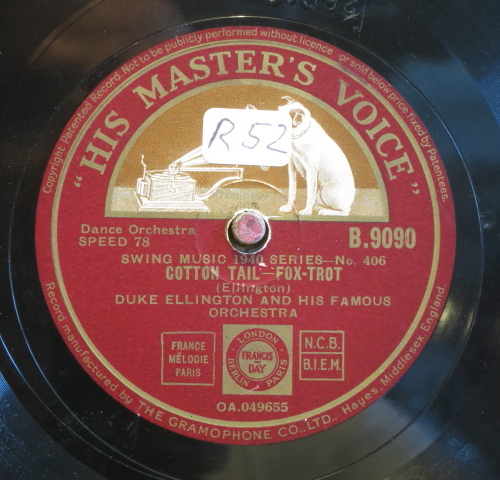 Copyright. Patented Record. Not to be publicly performed without licence or sold below price fixed by Patentees.
"HIS MASTER'S VOICE"
R52
Dance Orchestra
SPEED 78
B.9090
SWING MUSIC 1940 SERIES—No. 406
COTTON TAIL—FOX-TROT
(Ellington)
DUKE ELLINGTON AND HIS FAMOUS
ORCHESTRA
FRANCE
MÉLODIE
PARIS
LONDON
FRANCIS
DAY
BERLIN
PARIS
N.C.B.
B.I.E.M.
OA.049655
Record manufactured by THE GRAMOPHONE CO., LTD., Hayes, Middlesex, England.